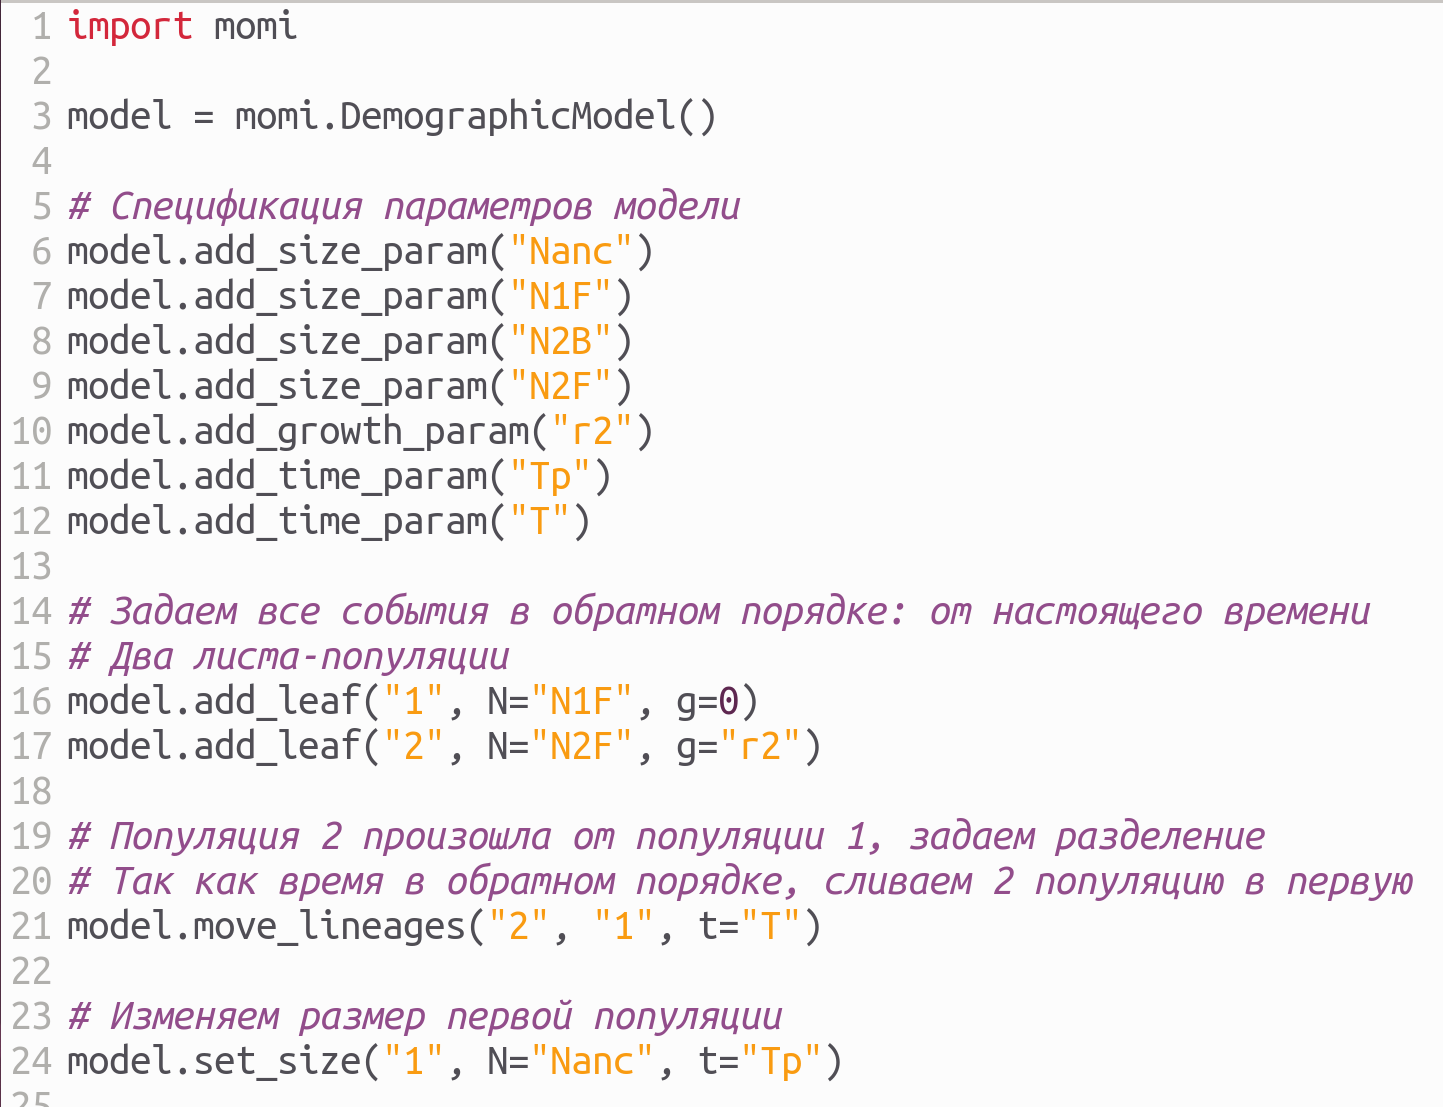 1 import momi
2
3 model = momi.DemographicModel()
4
5 # Спецификация параметров модели
6 model.add_size_param("Nanc")
7 model.add_size_param("N1F")
8 model.add_size_param("N2B")
9 model.add_size_param("N2F")
10 model.add_growth_param("r2")
11 model.add_time_param("Tp")
12 model.add_time_param("T")
13
14 # Задаем все события в обратном порядке: от настоящего времени
15 # Два листа-популяции
16 model.add_leaf("1", N="N1F", g=0)
17 model.add_leaf("2", N="N2F", g="r2")
18
19 # Популяция 2 произошла от популяции 1, задаем разделение
20 # Так как время в обратном порядке, сливаем 2 популяцию в первую
21 model.move_lineages("2", "1", t="T")
22
23 # Изменяем размер первой популяции
24 model.set_size("1", N="Nanc", t="Tp")
25